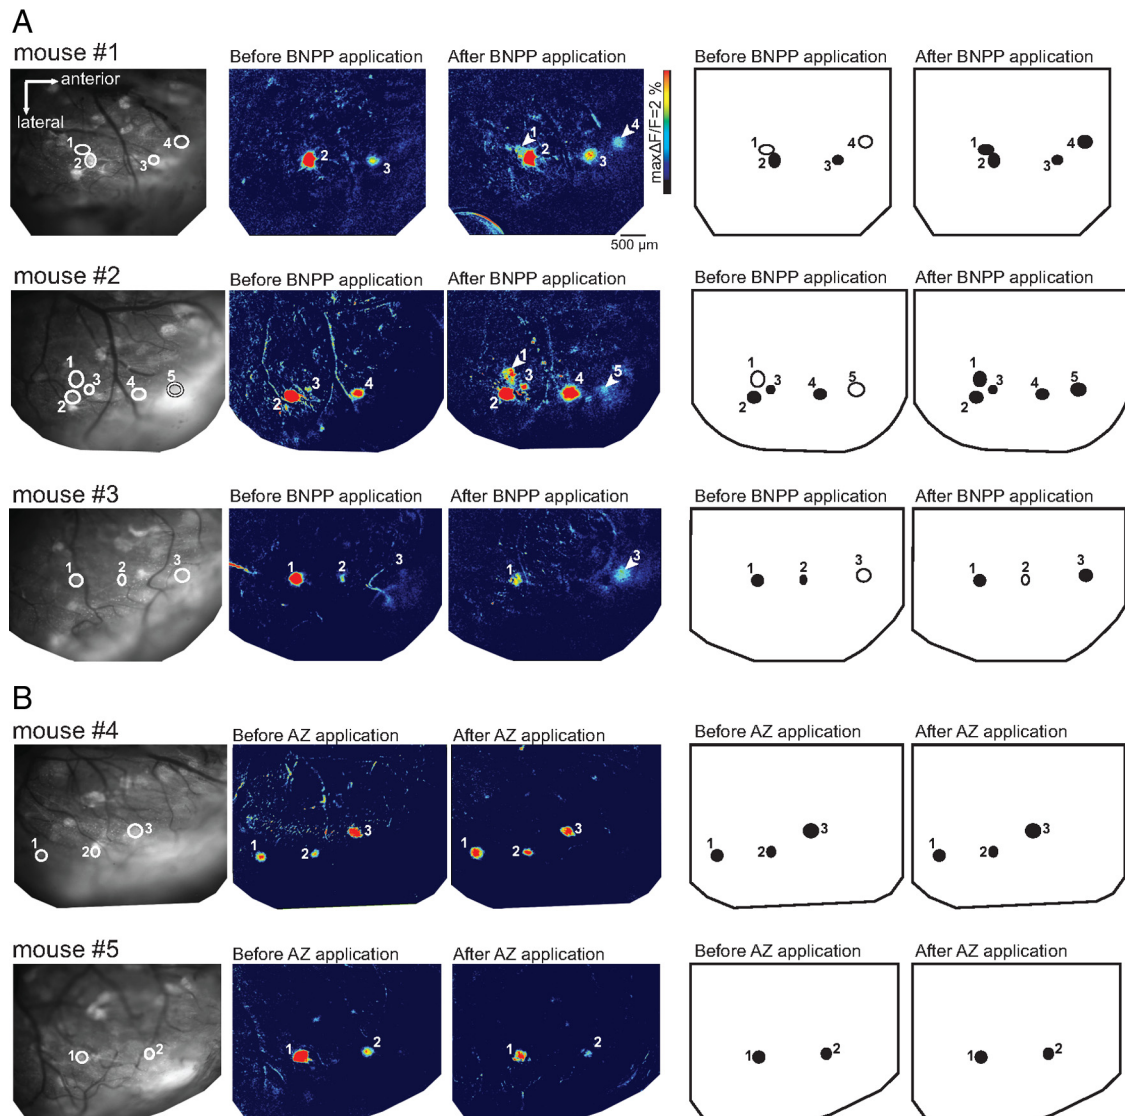 A
mouse #1
Before BNPP application
After BNPP application
Before BNPP application
After BNPP application
anterior
lateral
1
2
3
4
2
3
1
2
3
4
maxΔF/F=2 %
500 µm
1
2
3
4
1
2
3
4
mouse #2
Before BNPP application
After BNPP application
Before BNPP application
After BNPP application
1
2
3
4
5
2
3
4
1
2
3
4
5
1
2
3
4
5
1
2
3
4
5
mouse #3
Before BNPP application
After BNPP application
Before BNPP application
After BNPP application
1
2
3
1
2
3
1
3
1
2
3
1
2
3
B
mouse #4
Before AZ application
After AZ application
Before AZ application
After AZ application
1
2
3
1
2
3
1
2
3
1
2
3
1
2
3
mouse #5
Before AZ application
After AZ application
Before AZ application
After AZ application
1
2
1
2
1
2
1
2
1
2